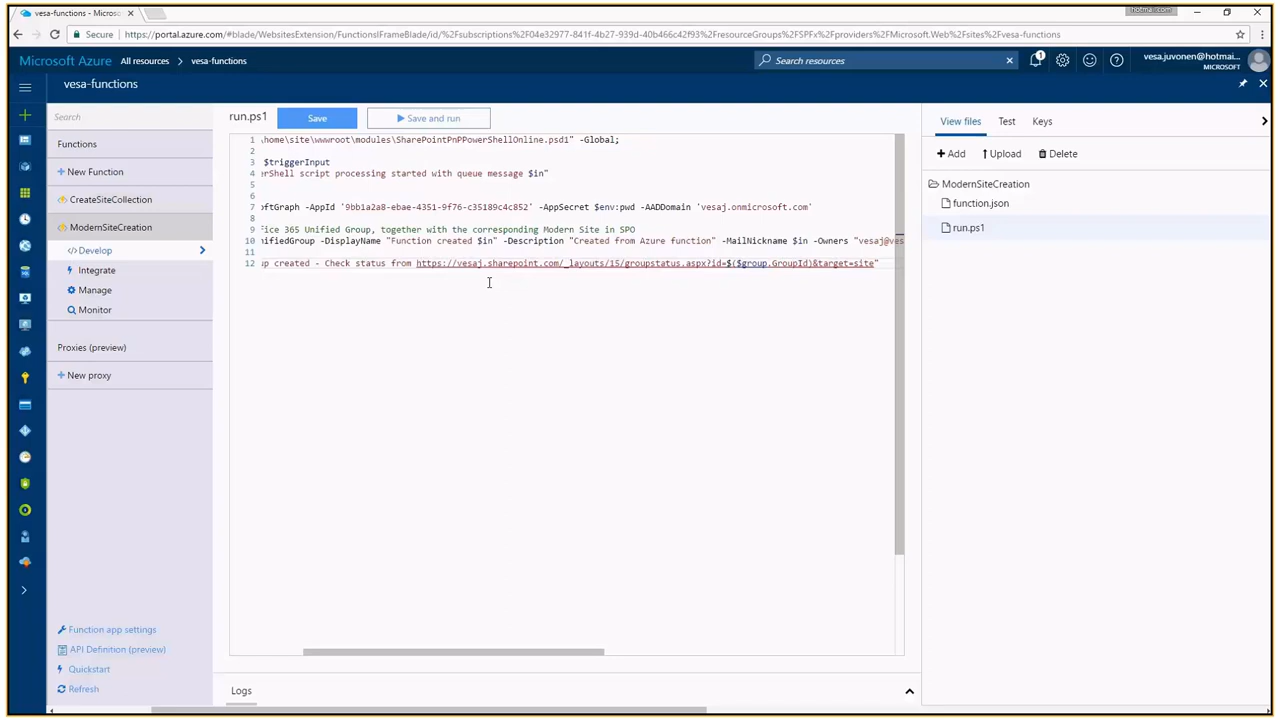 hotmail.com
vesa-functions - Micros
Secure
https://portal.azure.com/#blade/WebsitesExtension/FunctionsIFrameBlade/id/%2Fsubscriptions%2F04e32977-841f-4b27-939d-40b466c42f93%2FresourceGroups%2FSPFx%2Fproviders%2FMicrosoft.Web%2Fsites%2Fvesa-functions
Microsoft Azure
All resources > vesa-functions
Search resources
1
vesa.juvonen@hotmai...
MICROSOFT
vesa-functions
Search
Functions
New Function
CreateSiteCollection
ModernSiteCreation
</> Develop
Integrate
Manage
Monitor
Proxies (preview)
New proxy
Function app settings
API Definition (preview)
Quickstart
Refresh
run.ps1
Save
Save and run
1 \home\site\wwwroot\modules\SharePointPnPPowerShellOnline.psd1" -Global;
2
3 $triggerInput
4 erShell script processing started with queue message $in"
5
6
7 oftGraph -AppId '9bb1a2a8-ebae-4351-9f76-c35189c4c852' -AppSecret $env:pwd -AADDomain 'vesaj.onmicrosoft.com'
8
9 fice 365 Unified Group, together with the corresponding Modern Site in SPO
10 nifiedGroup -DisplayName "Function created $in" -Description "Created from Azure function" -MailNickname $in -Owners "vesaj@ves
11
12 up created - Check status from https://vesaj.sharepoint.com/_layouts/15/groupstatus.aspx?id=$($group.GroupId)&target=site"
Logs
View files
Test
Keys
Add
Upload
Delete
ModernSiteCreation
function.json
run.ps1